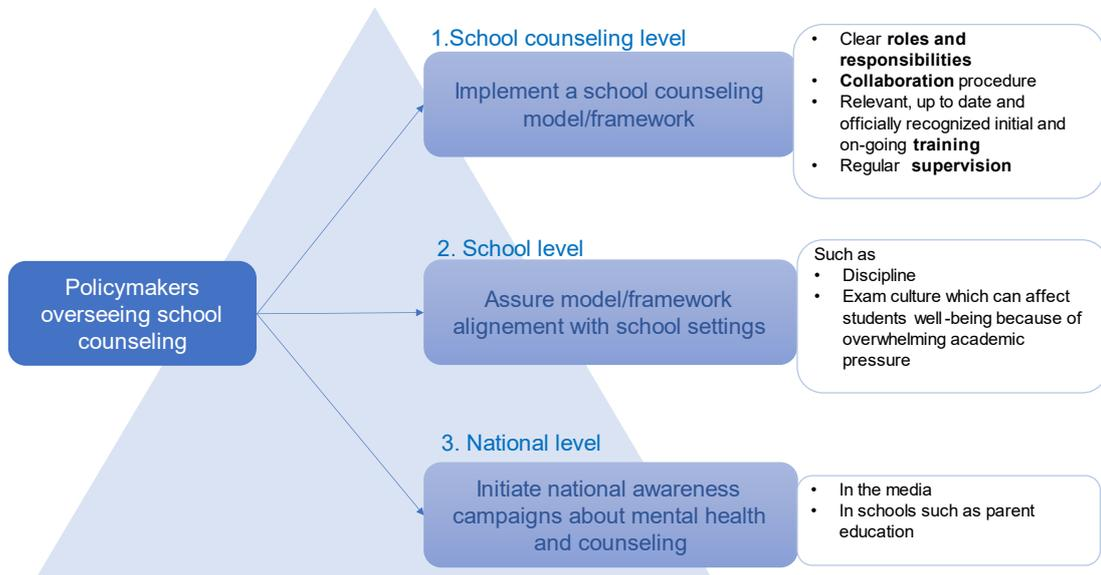 Policymakers
overseeing school
counseling
1.School counseling level
Implement a school counseling
model/framework
• Clear roles and
responsibilities
• Collaboration procedure
• Relevant, up to date and
officially recognized initial and
on-going training
• Regular supervision
2. School level
Assure model/framework
alignement with school settings
Such as
• Discipline
• Exam culture which can affect
students well-being because of
overwhelming academic
pressure
3. National level
Initiate national awareness
campaigns about mental health
and counseling
• In the media
• In schools such as parent
education